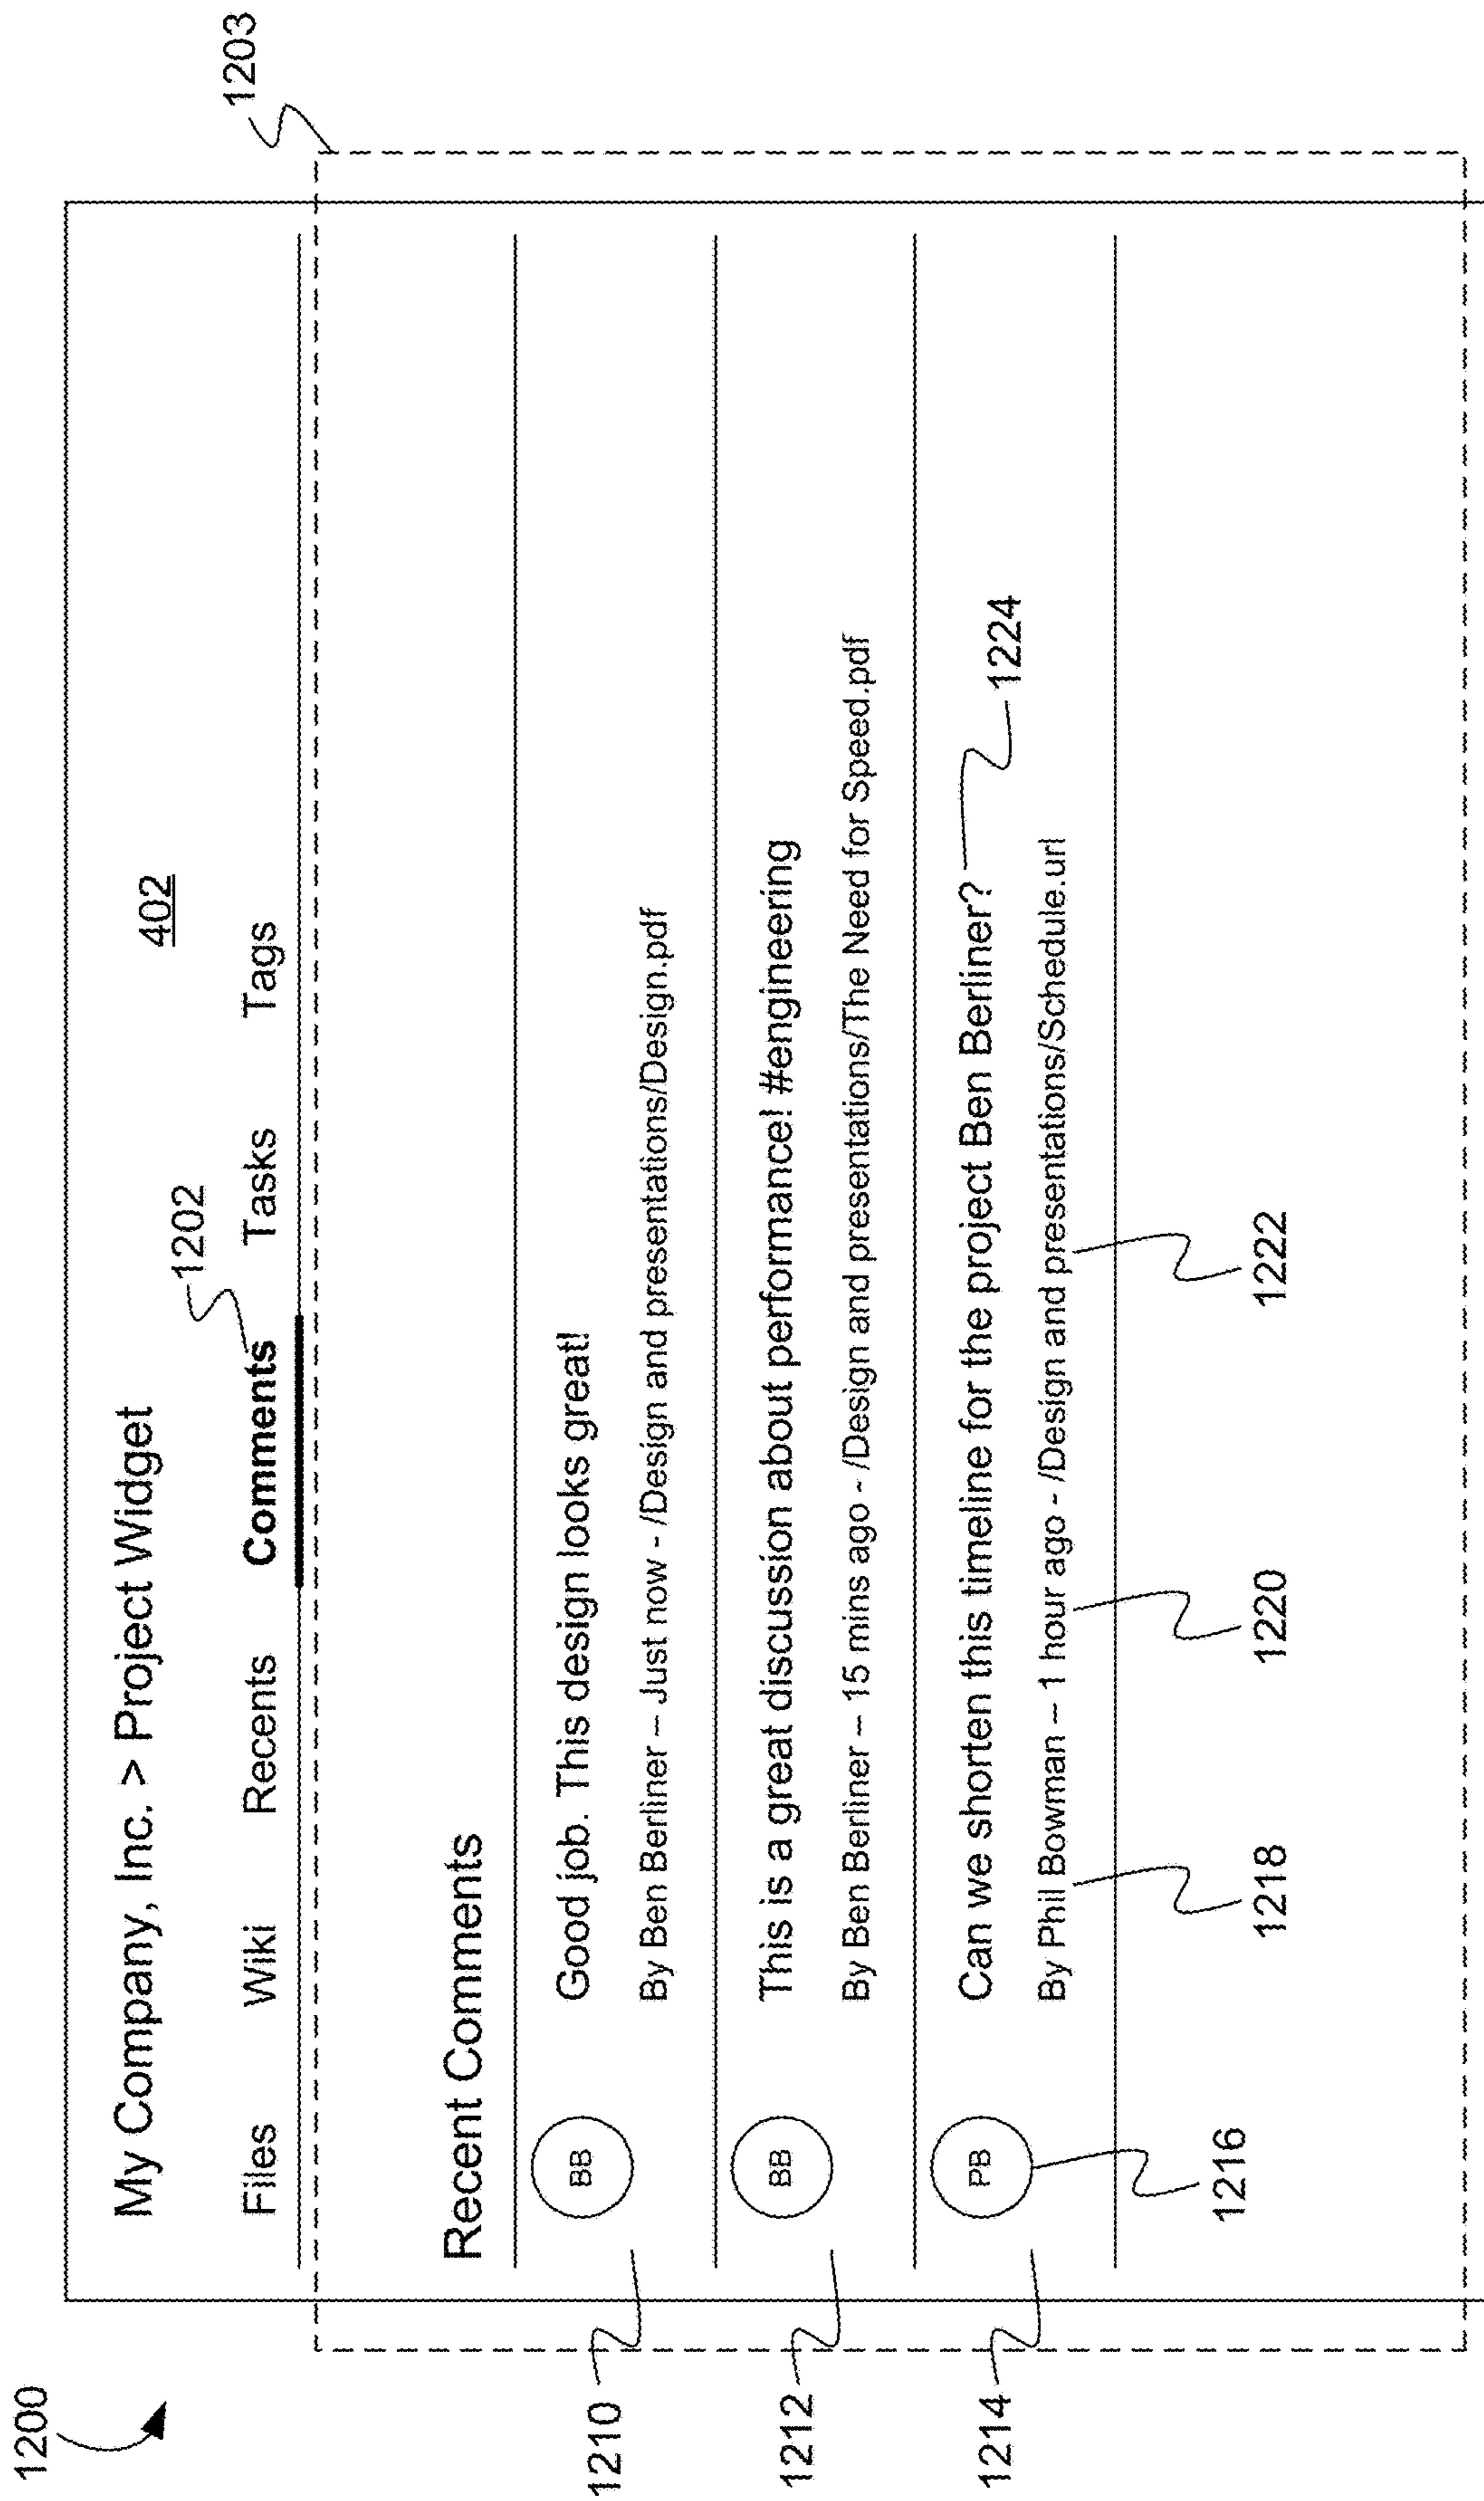 1200
1203
My Company, Inc. > Project Widget
402
1202
Files Wiki Recents Comments Tasks Tags
Recent Comments
1210
BB
Good job. This design looks great!
By Ben Berliner – Just now - /Design and presentations/Design.pdf
1212
BB
This is a great discussion about performance! #engineering
By Ben Berliner – 15 mins ago - /Design and presentations/The Need for Speed.pdf
1214
PB
Can we shorten this timeline for the project Ben Berliner?
1224
By Phil Bowman – 1 hour ago - /Design and presentations/Schedule.url
1216
1218
1220
1222